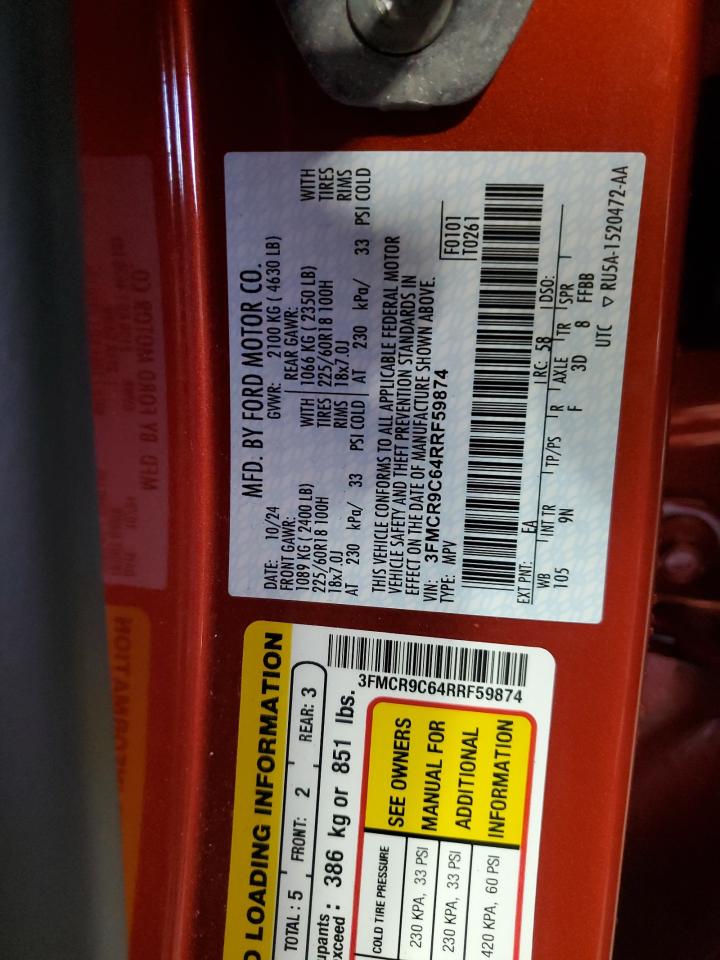 MFD. BY FORD MOTOR CO.
DATE: 10/24 GVWR: 2100 KG ( 4630 LB)
FRONT GAWR: REAR GAWR:
1089 KG ( 2400 LB) WITH 1066 KG ( 2350 LB) WITH
225/60R18 100H TIRES 225/60R18 100H TIRES
18x7.0J RIMS 18x7.0J RIMS
AT 230 kPa/ 33 PSI COLD AT 230 kPa/ 33 PSI COLD
THIS VEHICLE CONFORMS TO ALL APPLICABLE FEDERAL MOTOR
VEHICLE SAFETY AND THEFT PREVENTION STANDARDS IN
EFFECT ON THE DATE OF MANUFACTURE SHOWN ABOVE.
VIN: 3FMCR9C64RRF59874
TYPE: MPV
F0101
T0261
EXT PNT: EA RC: 58 DSO:
WB INT TR TP/PS R AXLE TR SPR
105 9N F 3D 8 FFBB
UTC ▽ RU5A-1520472-AA
LOADING INFORMATION
TOTAL: 5 FRONT: 2 REAR: 3
upants
xceed : 386 kg or 851 lbs.
3FMCR9C64RRF59874
COLD TIRE PRESSURE
230 KPA, 33 PSI
230 KPA, 33 PSI
420 KPA, 60 PSI
SEE OWNERS
MANUAL FOR
ADDITIONAL
INFORMATION